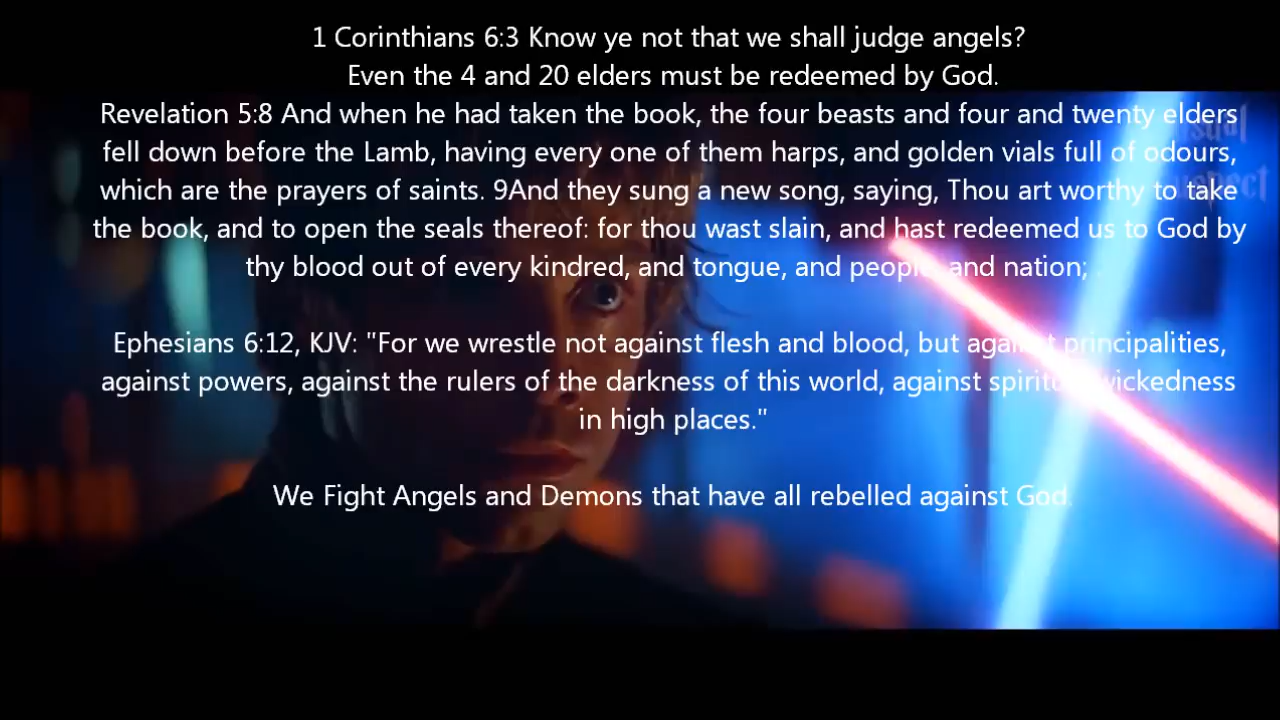 1 Corinthians 6:3 Know ye not that we shall judge angels?
Even the 4 and 20 elders must be redeemed by God.
Revelation 5:8 And when he had taken the book, the four beasts and four and twenty elders
fell down before the Lamb, having every one of them harps, and golden vials full of odours,
which are the prayers of saints. 9And they sung a new song, saying, Thou art worthy to take
the book, and to open the seals thereof: for thou wast slain, and hast redeemed us to God by
thy blood out of every kindred, and tongue, and people, and nation;
Ephesians 6:12, KJV: "For we wrestle not against flesh and blood, but against principalities,
against powers, against the rulers of the darkness of this world, against spiritual wickedness
in high places."
We Fight Angels and Demons that have all rebelled against God.